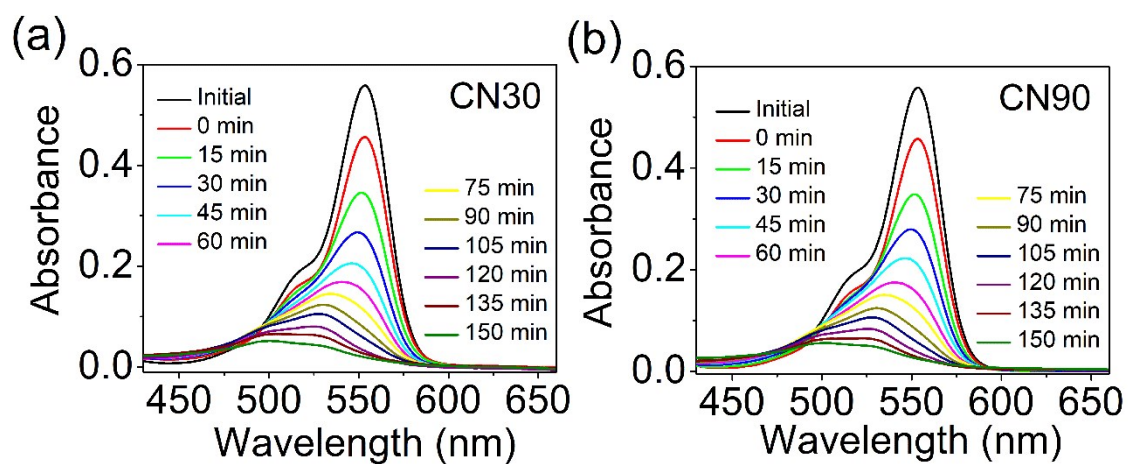 (a)
0.6
0.4
0.2
0.0
Absorbance
Initial
0 min
15 min
30 min
45 min
60 min
CN30
75 min
90 min
105 min
120 min
135 min
150 min
450 500 550 600 650
Wavelength (nm)
(b)
0.6
0.4
0.2
0.0
Absorbance
Initial
0 min
15 min
30 min
45 min
60 min
CN90
75 min
90 min
105 min
120 min
135 min
150 min
450 500 550 600 650
Wavelength (nm)